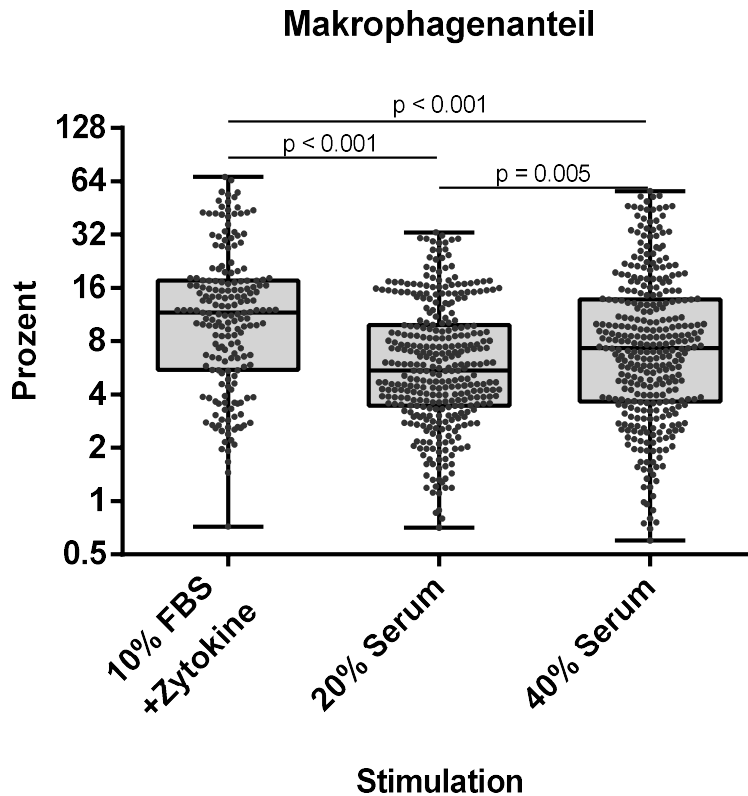 Makrophagenanteil
p < 0.001
p < 0.001
p = 0.005
128
64
32
16
8
4
2
1
0.5
Prozent
10% FBS
+Zytokine
20% Serum
40% Serum
Stimulation